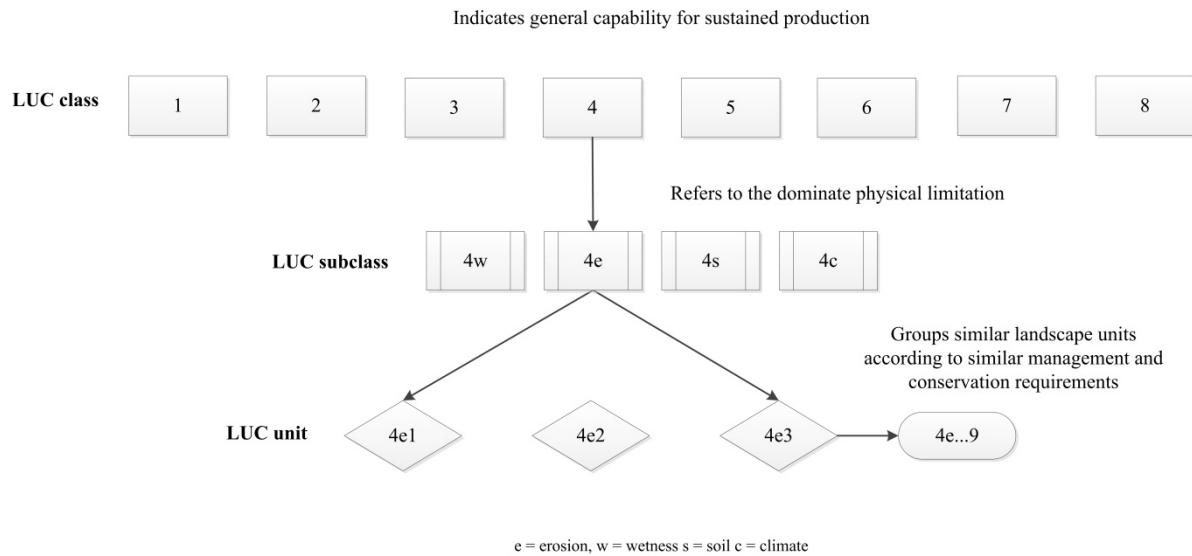 Indicates general capability for sustained production
LUC class 1 2 3 4 5 6 7 8
Refers to the dominate physical limitation
LUC subclass 4w 4e 4s 4c
Groups similar landscape units
according to similar management and
conservation requirements
LUC unit 4e1 4e2 4e3 4e...9
e = erosion, w = wetness s = soil c = climate